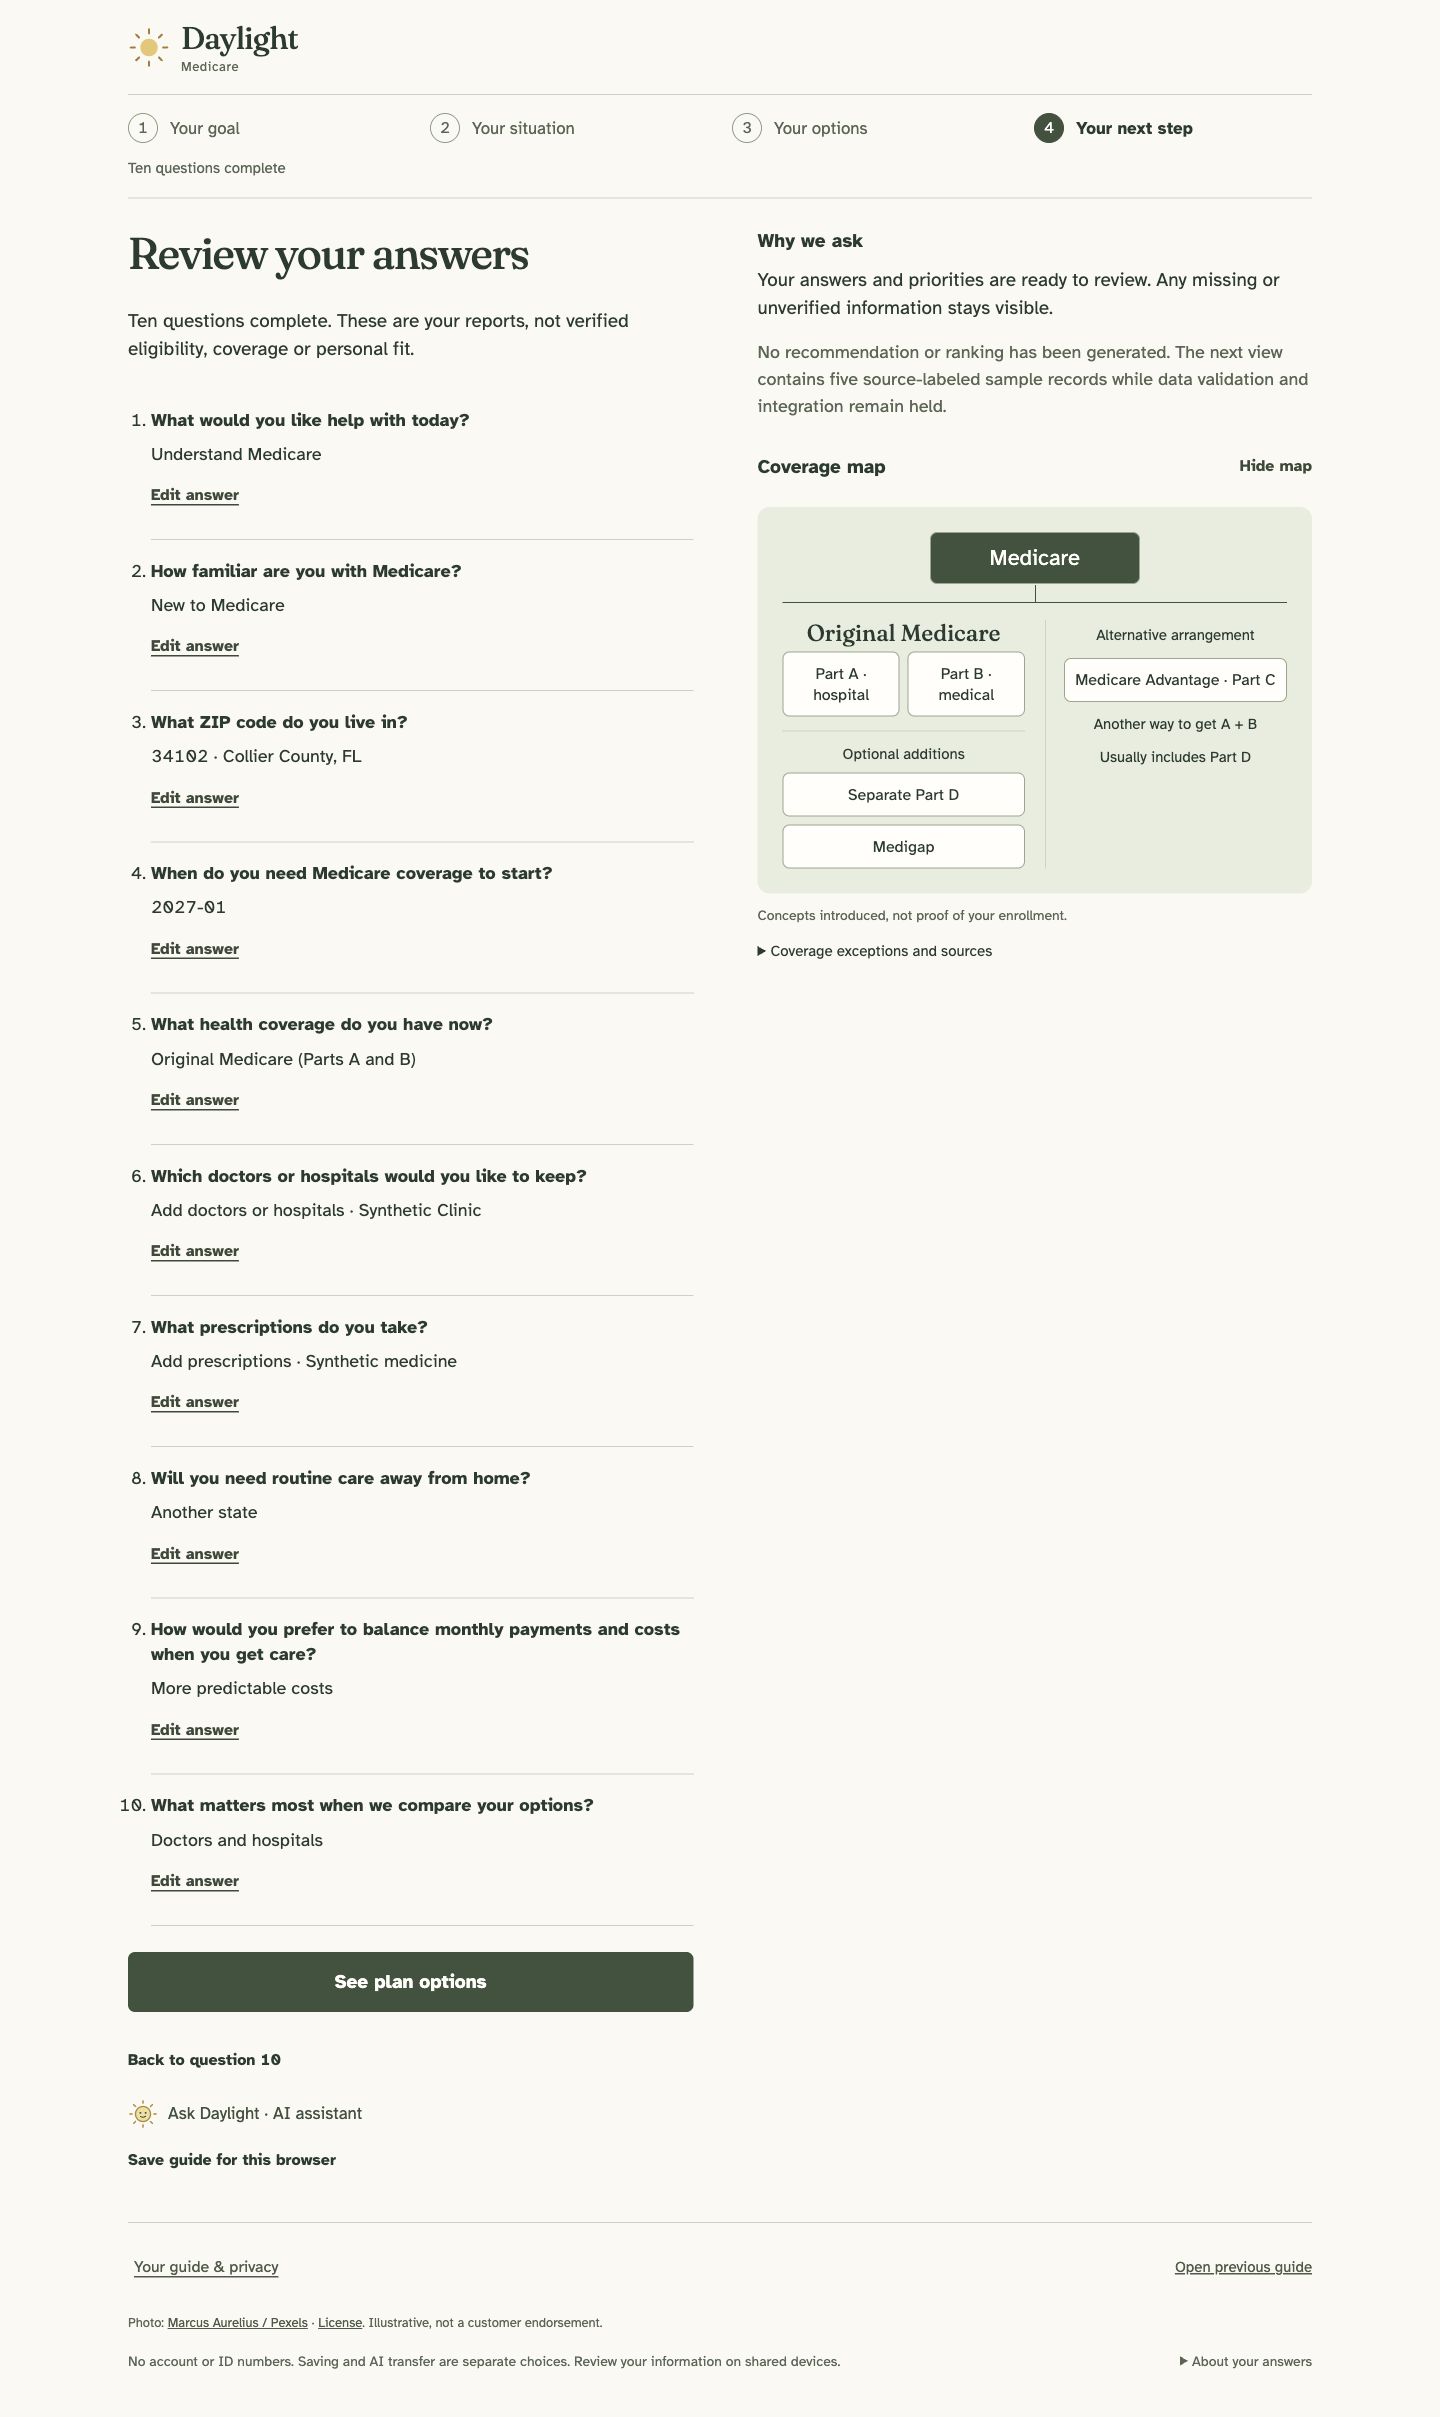 Daylight
Medicare
1 Your goal
2 Your situation
3 Your options
4 Your next step
Ten questions complete
Review your answers
Ten questions complete. These are your reports, not verified
eligibility, coverage or personal fit.
1. What would you like help with today?
Understand Medicare
Edit answer
2. How familiar are you with Medicare?
New to Medicare
Edit answer
3. What ZIP code do you live in?
34102 · Collier County, FL
Edit answer
4. When do you need Medicare coverage to start?
2027-01
Edit answer
5. What health coverage do you have now?
Original Medicare (Parts A and B)
Edit answer
6. Which doctors or hospitals would you like to keep?
Add doctors or hospitals · Synthetic Clinic
Edit answer
7. What prescriptions do you take?
Add prescriptions · Synthetic medicine
Edit answer
8. Will you need routine care away from home?
Another state
Edit answer
9. How would you prefer to balance monthly payments and costs
when you get care?
More predictable costs
Edit answer
10. What matters most when we compare your options?
Doctors and hospitals
Edit answer
See plan options
Back to question 10
Ask Daylight · AI assistant
Save guide for this browser
Why we ask
Your answers and priorities are ready to review. Any missing or
unverified information stays visible.
No recommendation or ranking has been generated. The next view
contains five source-labeled sample records while data validation and
integration remain held.
Coverage map
Hide map
Medicare
Original Medicare
Part A ·
hospital
Part B ·
medical
Optional additions
Separate Part D
Medigap
Alternative arrangement
Medicare Advantage · Part C
Another way to get A + B
Usually includes Part D
Concepts introduced, not proof of your enrollment.
▶ Coverage exceptions and sources
Your guide & privacy
Open previous guide
Photo: Marcus Aurelius / Pexels · License. Illustrative, not a customer endorsement.
No account or ID numbers. Saving and AI transfer are separate choices. Review your information on shared devices.
▶ About your answers